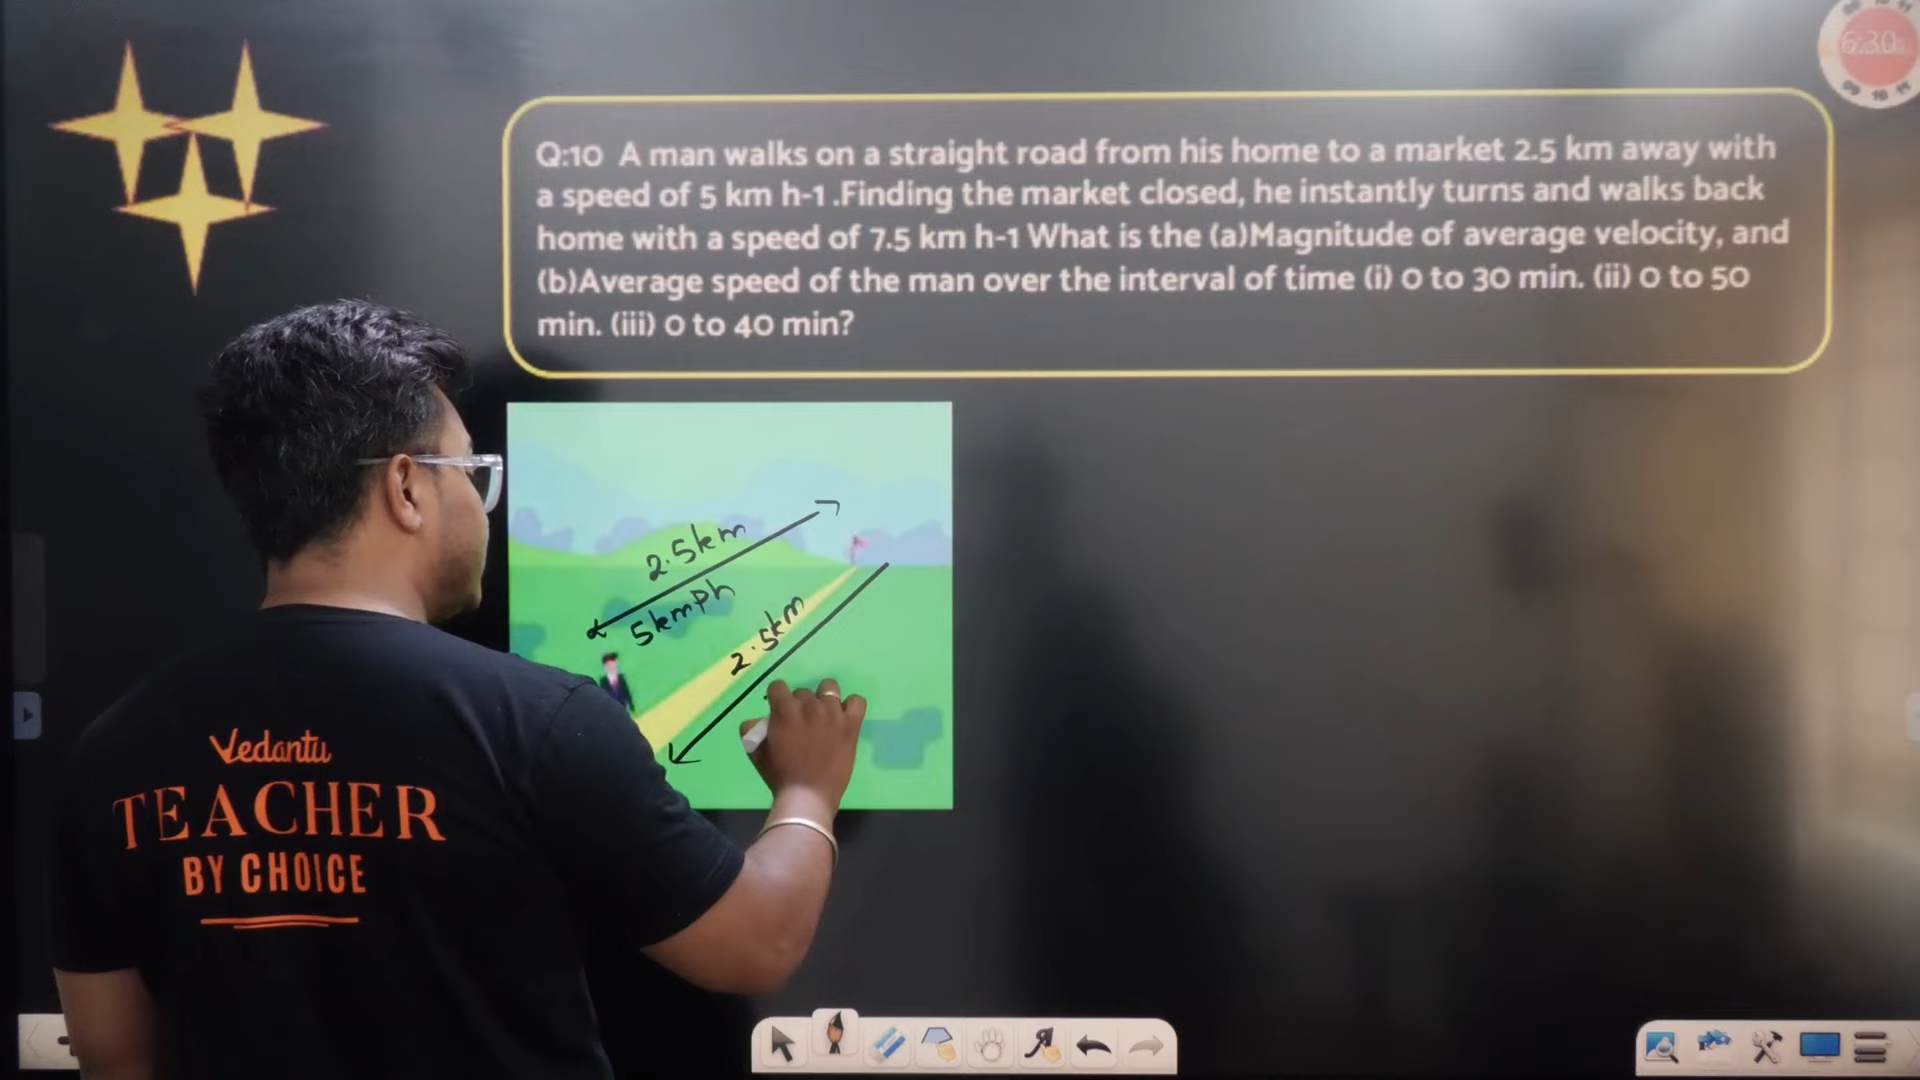 6:30
Q:10 A man walks on a straight road from his home to a market 2.5 km away with
a speed of 5 km h-1 .Finding the market closed, he instantly turns and walks back
home with a speed of 7.5 km h-1 What is the (a)Magnitude of average velocity, and
(b)Average speed of the man over the interval of time (i) 0 to 30 min. (ii) 0 to 50
min. (iii) 0 to 40 min?
2.5km
5kmph
2.5km
Vedantu
TEACHER
BY CHOICE